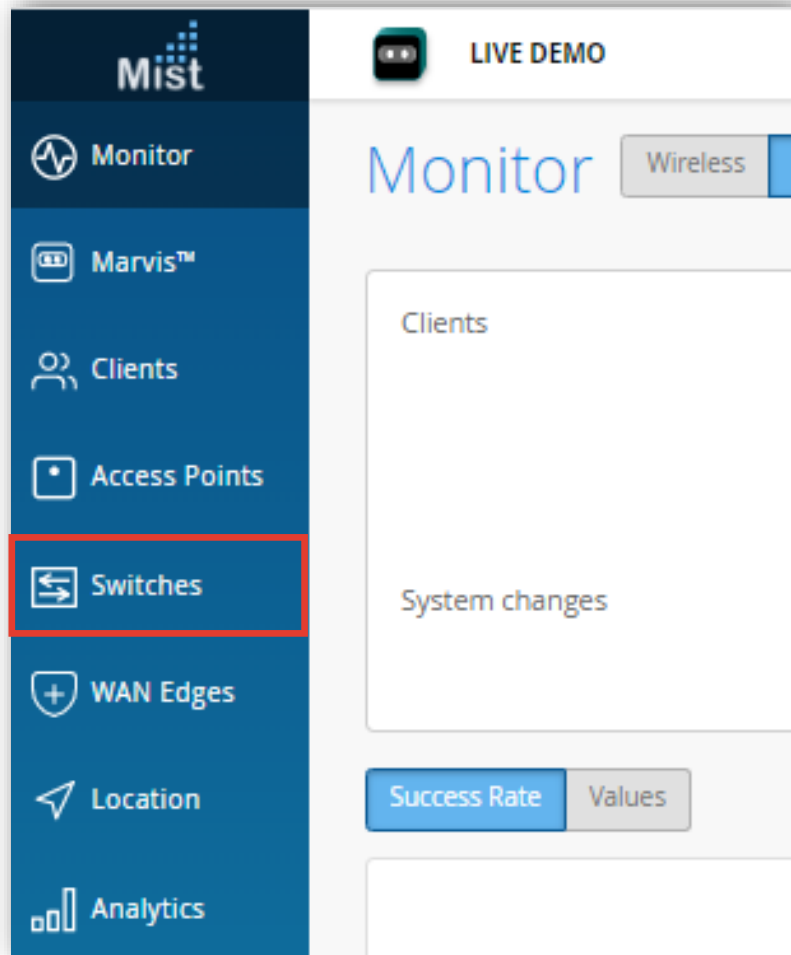 Mist
LIVE DEMO
Monitor
Marvis™
Clients
Access Points
Switches
WAN Edges
Location
Analytics
Monitor
Wireless
Clients
System changes
Success Rate
Values